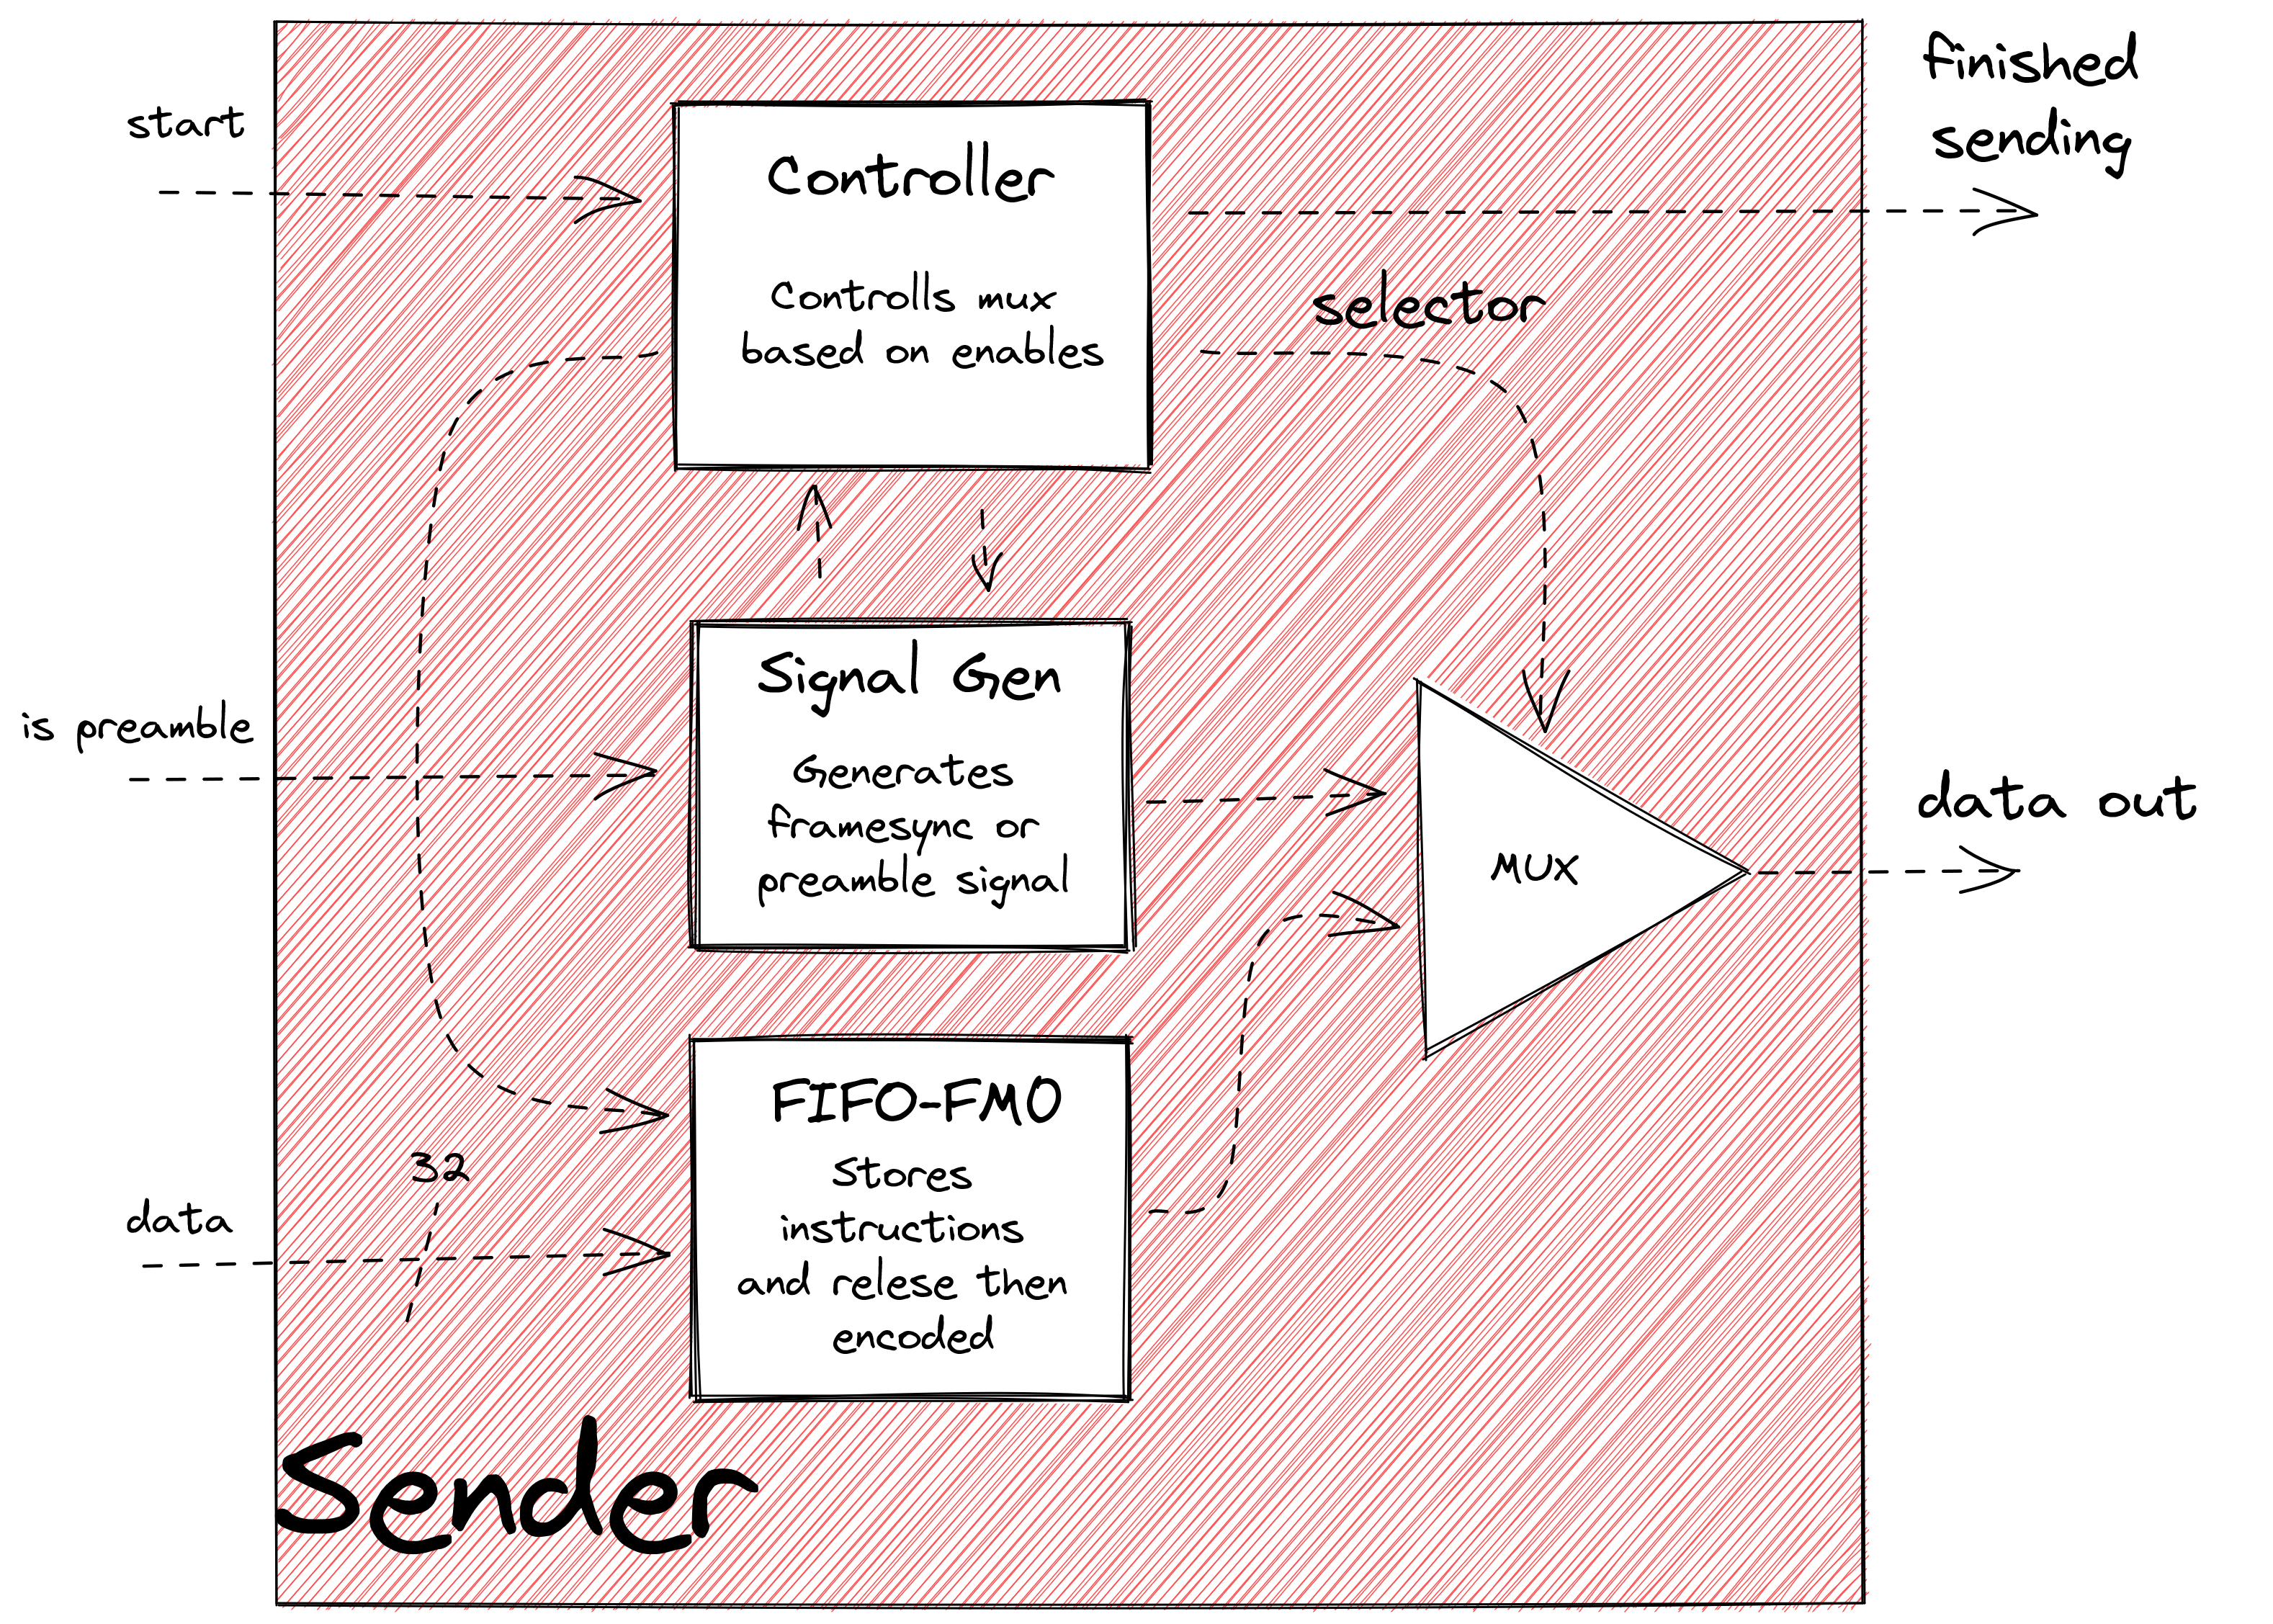 start
finished
sending
Controller
Controlls mux
based on enables
selector
is preamble
Signal Gen
Generates
framesync or
preamble signal
MUX
data out
32
data
FIFO-FMO
Stores
instructions
and relese then
encoded
Sender